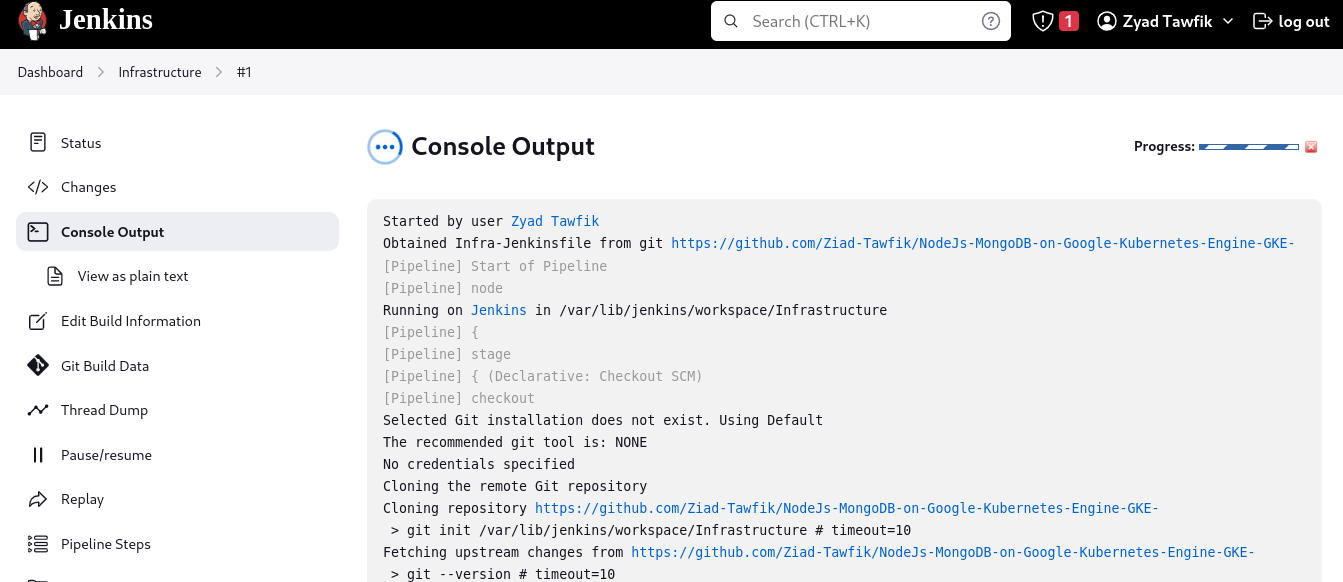 Jenkins
Search (CTRL+K)
1
Zyad Tawfik
log out
Dashboard
Infrastructure
#1
Status
Changes
Console Output
View as plain text
Edit Build Information
Git Build Data
Thread Dump
Pause/resume
Replay
Pipeline Steps
Console Output
Progress:
Started by user Zyad Tawfik
Obtained Infra-Jenkinsfile from git https://github.com/Ziad-Tawfik/NodeJs-MongoDB-on-Google-Kubernetes-Engine-GKE-
[Pipeline] Start of Pipeline
[Pipeline] node
Running on Jenkins in /var/lib/jenkins/workspace/Infrastructure
[Pipeline] {
[Pipeline] stage
[Pipeline] { (Declarative: Checkout SCM)
[Pipeline] checkout
Selected Git installation does not exist. Using Default
The recommended git tool is: NONE
No credentials specified
Cloning the remote Git repository
Cloning repository https://github.com/Ziad-Tawfik/NodeJs-MongoDB-on-Google-Kubernetes-Engine-GKE-
> git init /var/lib/jenkins/workspace/Infrastructure # timeout=10
Fetching upstream changes from https://github.com/Ziad-Tawfik/NodeJs-MongoDB-on-Google-Kubernetes-Engine-GKE-
> git --version # timeout=10